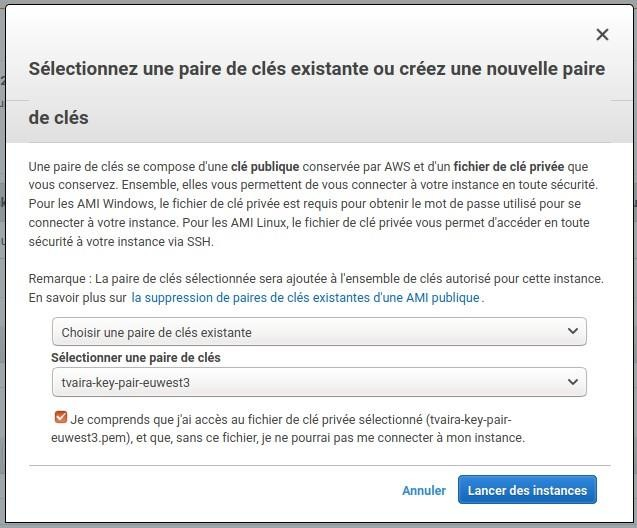 Sélectionnez une paire de clés existante ou créez une nouvelle paire
de clés
Une paire de clés se compose d'une clé publique conservée par AWS et d'un fichier de clé privée que
vous conservez. Ensemble, elles vous permettent de vous connecter à votre instance en toute sécurité.
Pour les AMI Windows, le fichier de clé privée est requis pour obtenir le mot de passe utilisé pour se
connecter à votre instance. Pour les AMI Linux, le fichier de clé privée vous permet d'accéder en toute
sécurité à votre instance via SSH.
Remarque : La paire de clés sélectionnée sera ajoutée à l'ensemble de clés autorisé pour cette instance.
En savoir plus sur la suppression de paires de clés existantes d'une AMI publique .
Choisir une paire de clés existante
Sélectionner une paire de clés
tvaira-key-pair-euwest3
Je comprends que j'ai accès au fichier de clé privée sélectionné (tvaira-key-pair-
euwest3.pem), et que, sans ce fichier, je ne pourrai pas me connecter à mon instance.
Annuler Lancer des instances